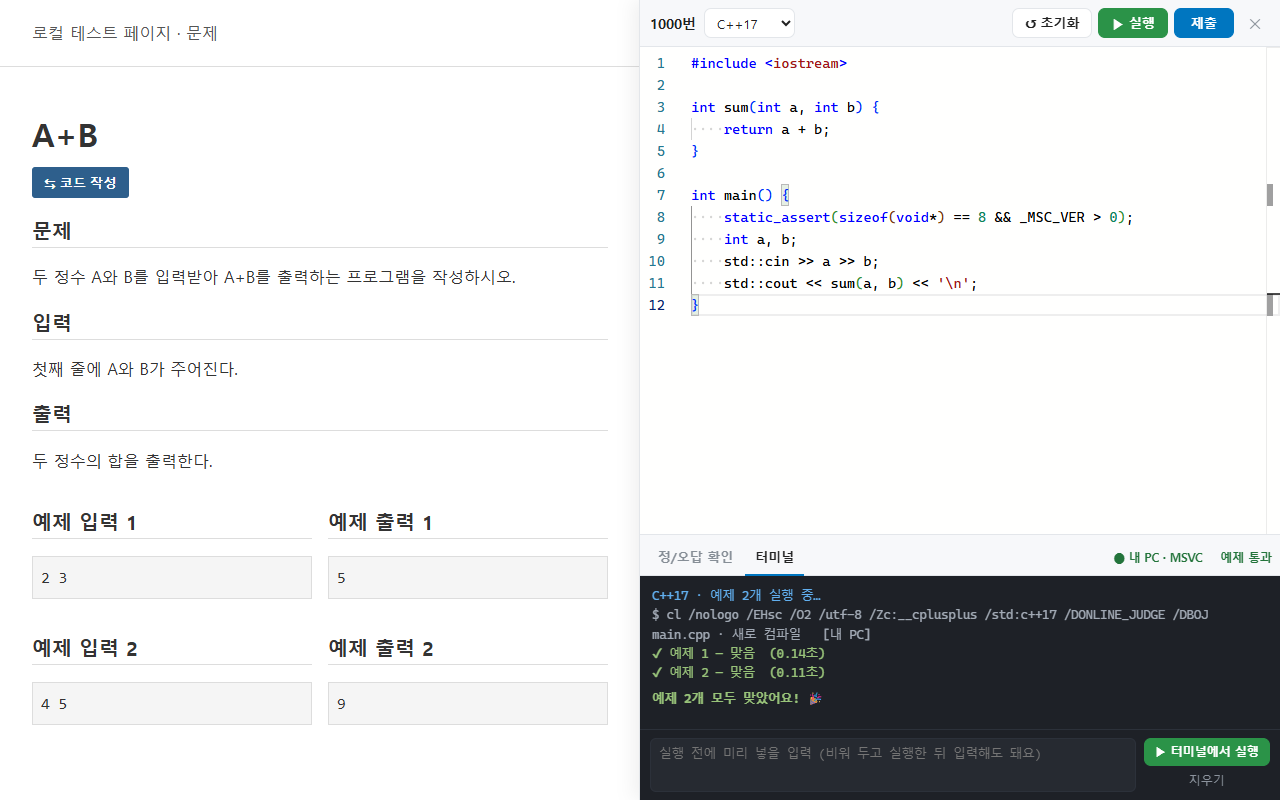 로컬 테스트 페이지 · 문제
A+B
⇆ 코드 작성
문제
두 정수 A와 B를 입력받아 A+B를 출력하는 프로그램을 작성하시오.
입력
첫째 줄에 A와 B가 주어진다.
출력
두 정수의 합을 출력한다.
예제 입력 1
예제 출력 1
2 3
5
예제 입력 2
예제 출력 2
4 5
9
1000번 C++17 ↺ 초기화 ▶ 실행 제출 ×
1 #include <iostream>
2
3 int sum(int a, int b) {
4 ····return a + b;
5 }
6
7 int main() {
8 ····static_assert(sizeof(void*) == 8 && _MSC_VER > 0);
9 ····int a, b;
10 ····std::cin >> a >> b;
11 ····std::cout << sum(a, b) << '\n';
12 }
정/오답 확인 터미널 ● 내 PC · MSVC 예제 통과
C++17 · 예제 2개 실행 중…
$ cl /nologo /EHsc /O2 /utf-8 /Zc:__cplusplus /std:c++17 /DONLINE_JUDGE /DBOJ
main.cpp · 새로 컴파일 [내 PC]
✓ 예제 1 — 맞음 (0.14초)
✓ 예제 2 — 맞음 (0.11초)
예제 2개 모두 맞았어요! 🎉
실행 전에 미리 넣을 입력 (비워 두고 실행한 뒤 입력해도 돼요)
▶ 터미널에서 실행
지우기